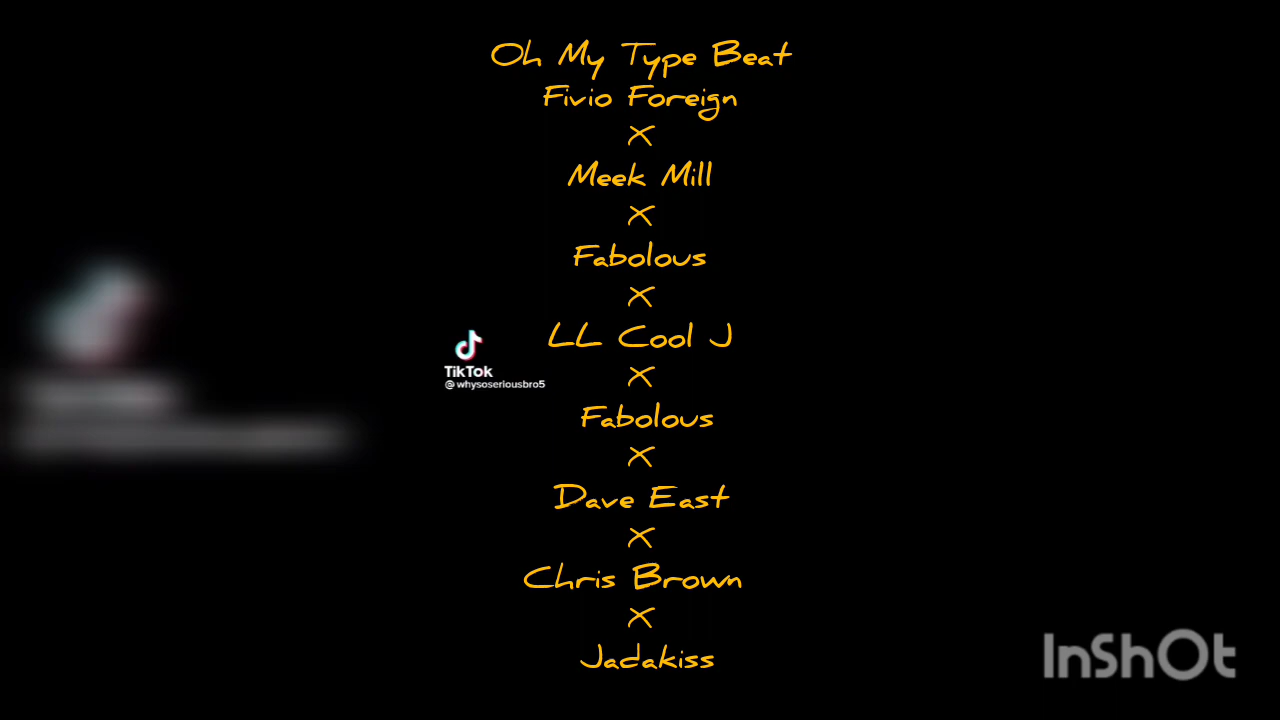 Oh My Type Beat
Fivio Foreign
X
Meek Mill
X
Fabolous
X
LL Cool J
X
Fabolous
X
Dave East
X
Chris Brown
X
Jadakiss
TikTok
@whysoseriousbro5
InShOt